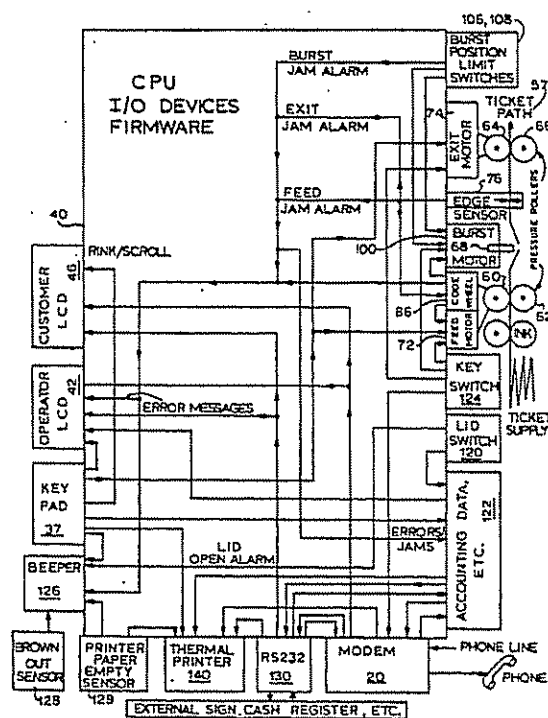 CPU
I/O DEVICES
FIRMWARE
BURST
JAM ALARM
EXIT
JAM ALARM
FEED
JAM ALARM
106, 108
BURST
POSITION
LIMIT
SWITCHES
57
TICKET
PATH
74
64
66
EXIT
MOTOR
76
EDGE
SENSOR
PRESSURE POLLERS
BURST
68
MOTOR
100
60
CODE
WHEEL
86
62
FEED
MOTOR
72
INK
KEY
SWITCH
124
TICKET
SUPPLY
LID
SWITCH
120
ACCOUNTING DATA,
ETC.
122
40
RINK/SCROLL
CUSTOMER
LCD
46
OPERATOR
LCD
42
ERROR MESSAGES
KEY
PAD
37
LID
OPEN ALARM
ERRORS/
JAMS
BEEPER
126
BROWN
OUT
SENSOR
128
PRINTER
PAPER
EMPTY
SENSOR
129
THERMAL
PRINTER
140
RS232
130
MODEM
20
PHONE LINE
PHONE
EXTERNAL SIGN, CASH REGISTER, ETC.